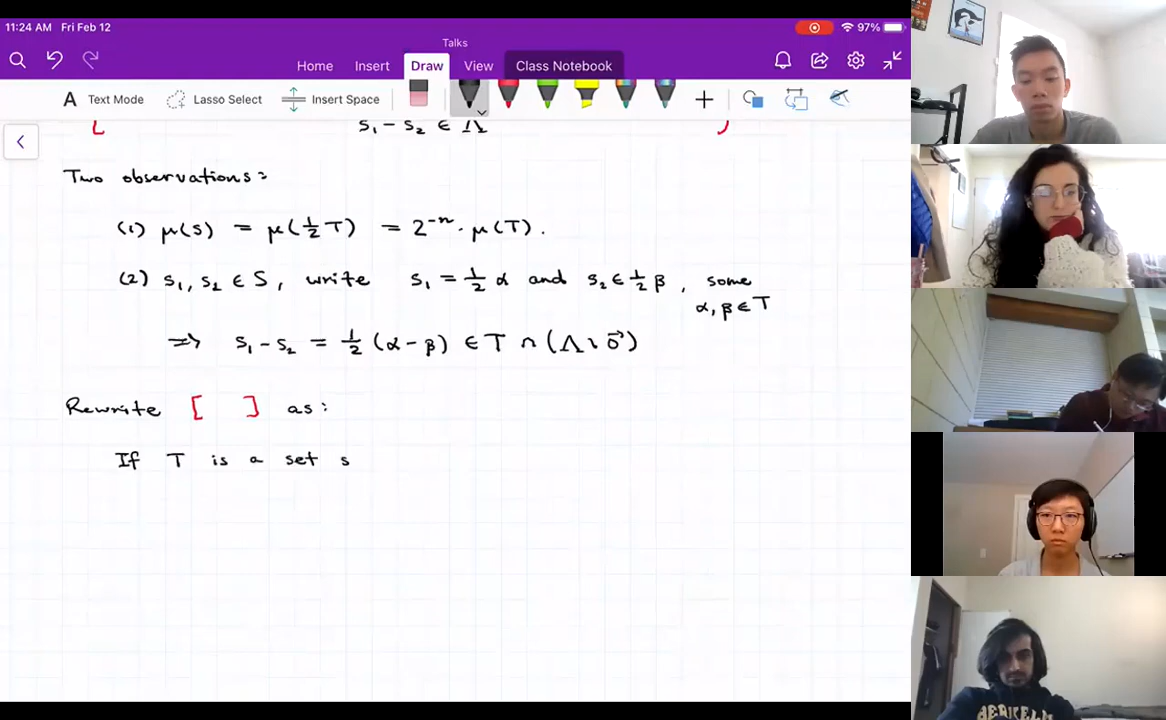 11:24 AM Fri Feb 12
97%
Talks
Home Insert Draw View Class Notebook
A Text Mode Lasso Select Insert Space
[ s₁ - s₂ ∈ Λ ]
Two observations:
(1) μ(S) = μ(½T) = 2⁻ⁿ · μ(T).
(2) s₁, s₂ ∈ S, write s₁ = ½ α and s₂ ∈ ½ β, some
α, β ∈ T
⇒ s₁ - s₂ = ½ (α - β) ∈ T ∩ (Λ \ 0⃗)
Rewrite [ ] as:
If T is a set s
BERKELEY